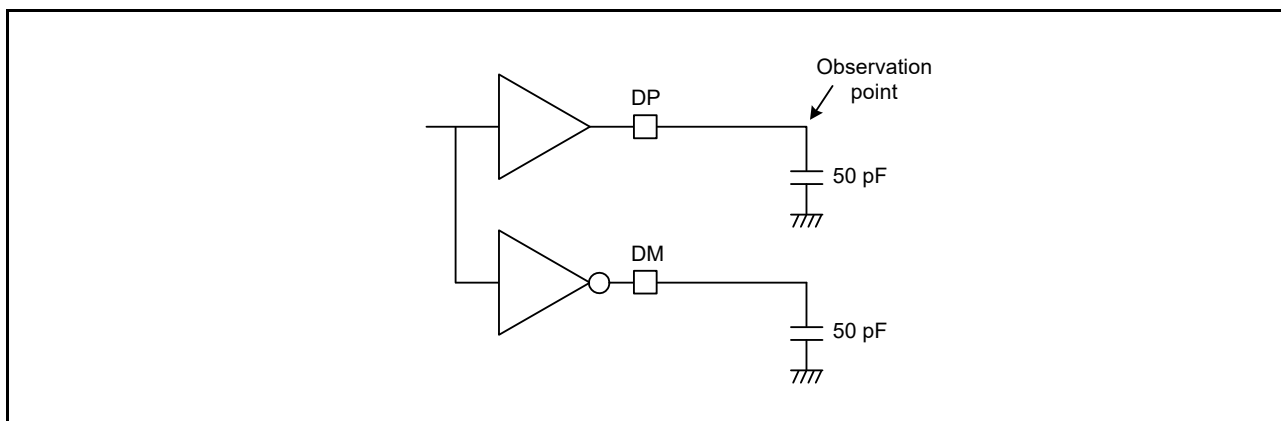 Observation
point
DP
50 pF
DM
50 pF